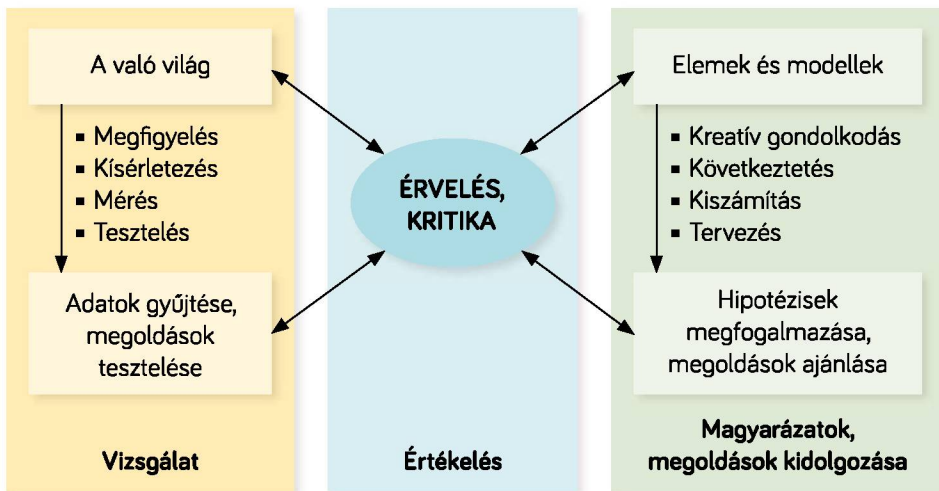 A való világ
▪ Megfigyelés
▪ Kísérletezés
▪ Mérés
▪ Tesztelés
Adatok gyűjtése,
megoldások
tesztelése
Vizsgálat
ÉRVELÉS,
KRITIKA
Értékelés
Elemek és modellek
▪ Kreatív gondolkodás
▪ Következtetés
▪ Kiszámítás
▪ Tervezés
Hipotézisek
megfogalmazása,
megoldások ajánlása
Magyarázatok,
megoldások kidolgozása